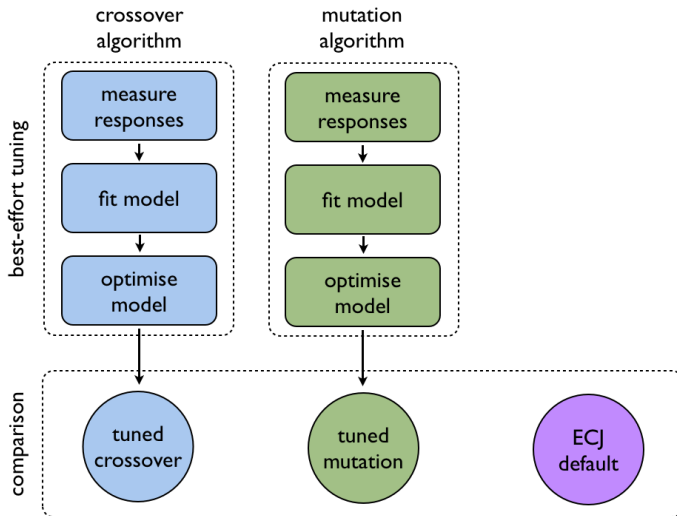 crossover
algorithm
mutation
algorithm
best-effort tuning
measure
responses
fit model
optimise
model
measure
responses
fit model
optimise
model
comparison
tuned
crossover
tuned
mutation
ECJ
default